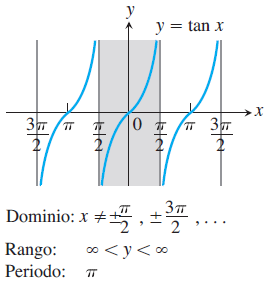 y
y = tan x
x
3π/2 π π/2 0 π/2 π 3π/2
Dominio: x ≠ ±π/2, ±3π/2, . . .
Rango: ∞ < y < ∞
Periodo: π